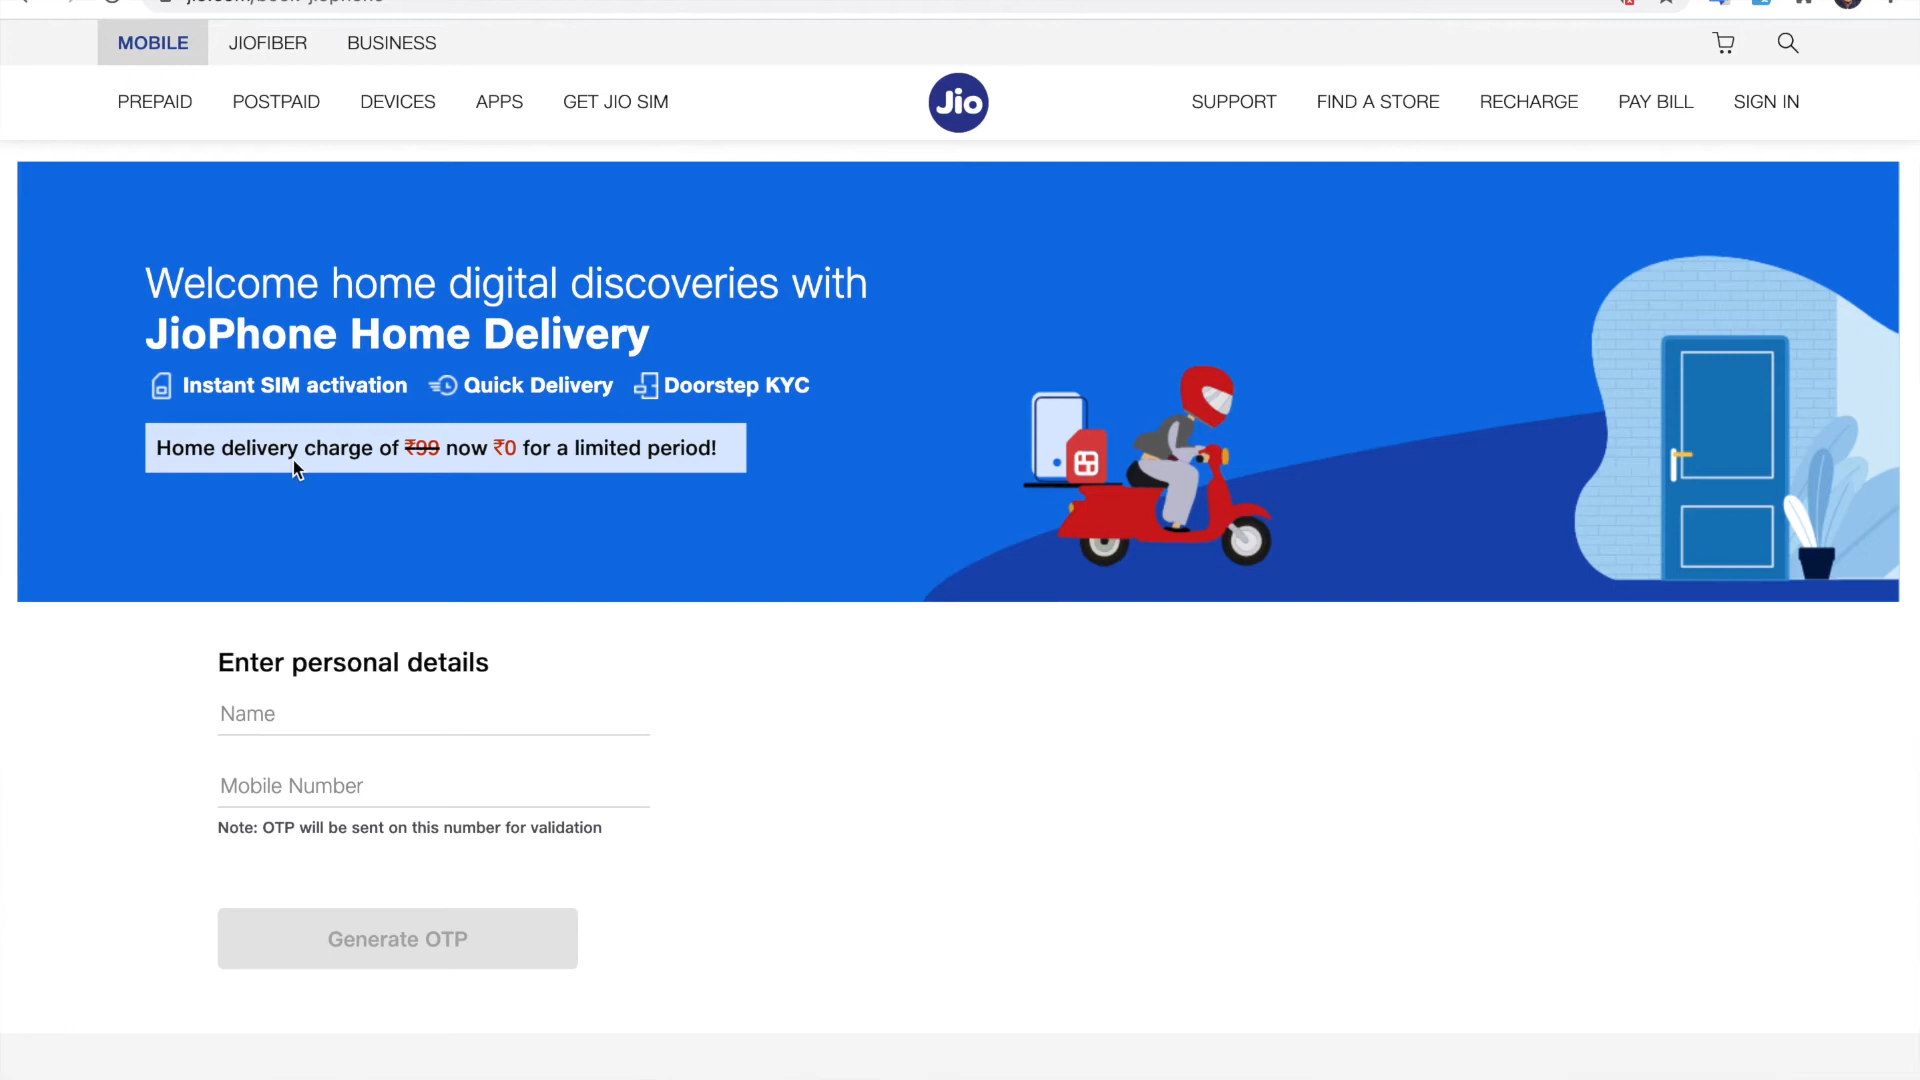 MOBILE JIOFIBER BUSINESS
PREPAID POSTPAID DEVICES APPS GET JIO SIM Jio SUPPORT FIND A STORE RECHARGE PAY BILL SIGN IN
Welcome home digital discoveries with
JioPhone Home Delivery
Instant SIM activation Quick Delivery Doorstep KYC
Home delivery charge of ₹99 now ₹0 for a limited period!
Enter personal details
Name
Mobile Number
Note: OTP will be sent on this number for validation
Generate OTP